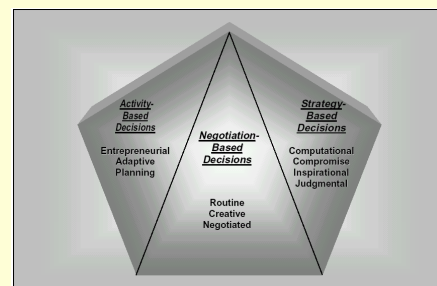 Activity-
Based
Decisions
Entrepreneurial
Adaptive
Planning
Negotiation-
Based
Decisions
Routine
Creative
Negotiated
Strategy-
Based
Decisions
Computational
Compromise
Inspirational
Judgmental